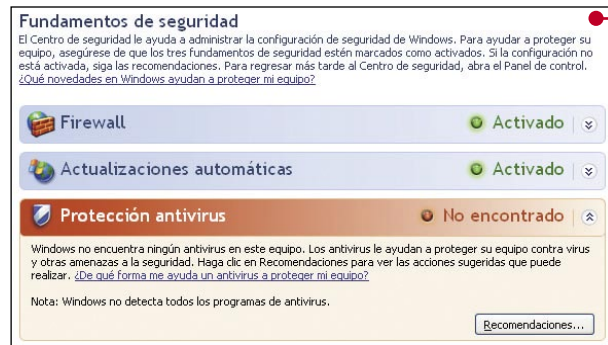 Fundamentos de seguridad
El Centro de seguridad le ayuda a administrar la configuración de seguridad de Windows. Para ayudar a proteger su
equipo, asegúrese de que los tres fundamentos de seguridad estén marcados como activados. Si la configuración no
está activada, siga las recomendaciones. Para regresar más tarde al Centro de seguridad, abra el Panel de control.
¿Qué novedades en Windows ayudan a proteger mi equipo?
Firewall Activado
Actualizaciones automáticas Activado
Protección antivirus No encontrado
Windows no encuentra ningún antivirus en este equipo. Los antivirus le ayudan a proteger su equipo contra virus
y otras amenazas a la seguridad. Haga clic en Recomendaciones para ver las acciones sugeridas que puede
realizar. ¿De qué forma me ayuda un antivirus a proteger mi equipo?
Nota: Windows no detecta todos los programas de antivirus.
Recomendaciones...